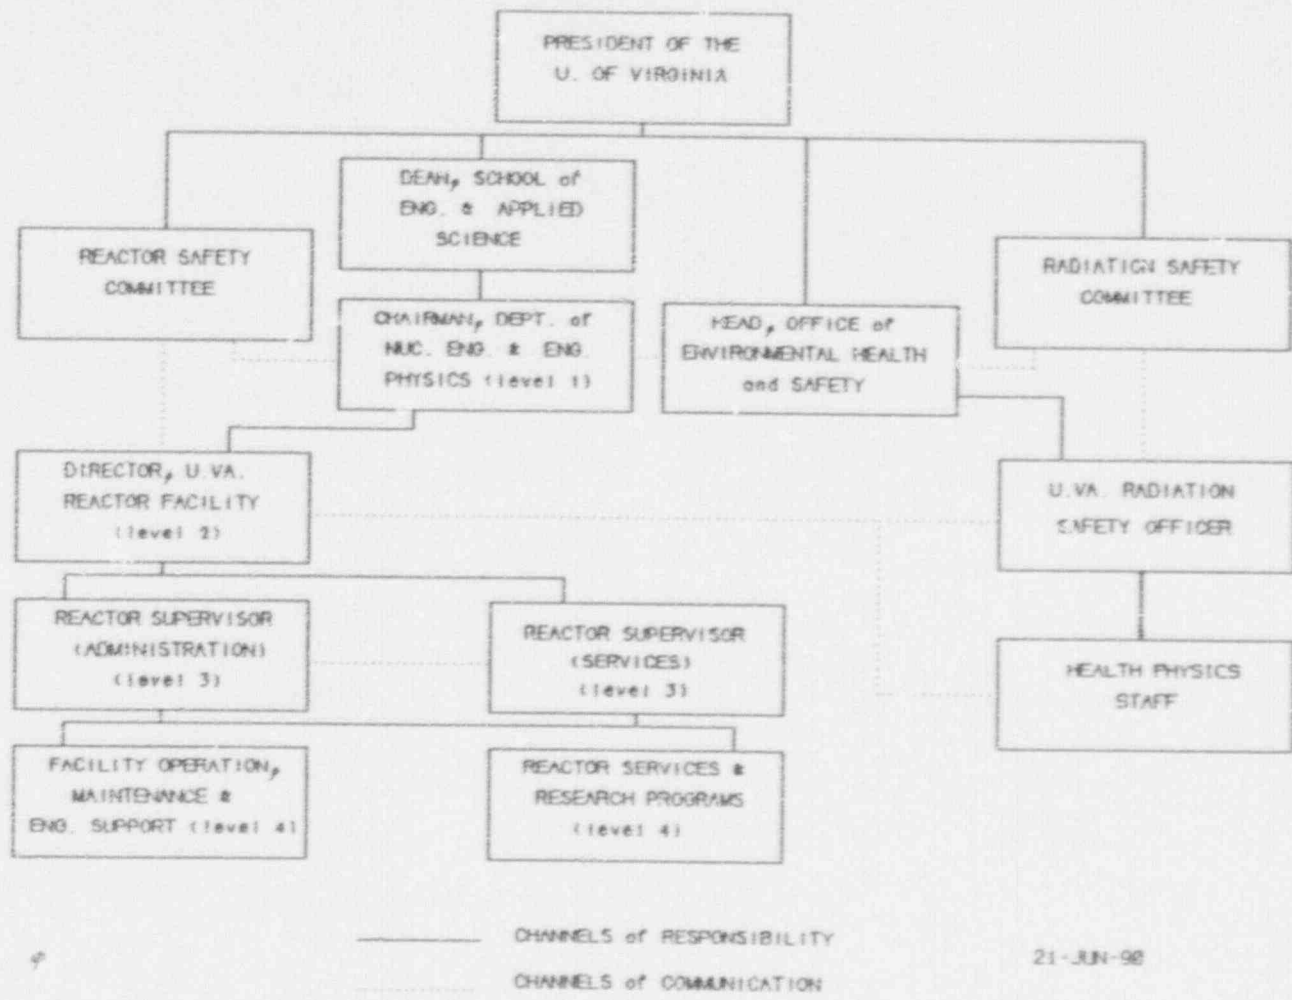 PRESIDENT OF THE
U. OF VIRGINIA
DEAN, SCHOOL of
ENG. & APPLIED
SCIENCE
REACTOR SAFETY
COMMITTEE
RADIATION SAFETY
COMMITTEE
CHAIRMAN, DEPT. of
NUC. ENG. & ENG.
PHYSICS (level 1)
HEAD, OFFICE of
ENVIRONMENTAL HEALTH
and SAFETY
DIRECTOR, U.VA.
REACTOR FACILITY
(level 2)
U.VA. RADIATION
SAFETY OFFICER
REACTOR SUPERVISOR
(ADMINISTRATION)
(level 3)
REACTOR SUPERVISOR
(SERVICES)
(level 3)
HEALTH PHYSICS
STAFF
FACILITY OPERATION,
MAINTENANCE &
ENG. SUPPORT (level 4)
REACTOR SERVICES &
RESEARCH PROGRAMS
(level 4)
CHANNELS of RESPONSIBILITY
CHANNELS of COMMUNICATION
21-JUN-90